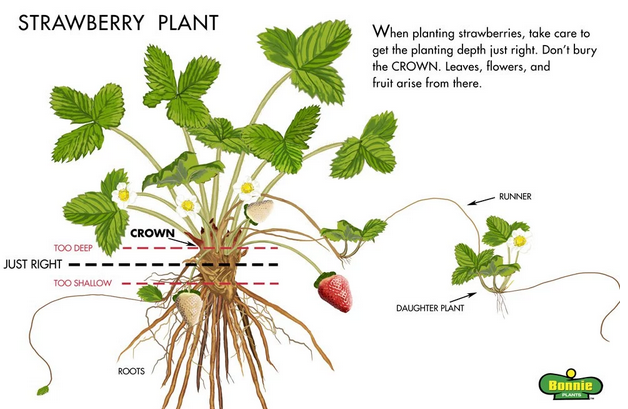 STRAWBERRY PLANT
When planting strawberries, take care to
get the planting depth just right. Don't bury
the CROWN. Leaves, flowers, and
fruit arise from there.
RUNNER
CROWN
TOO DEEP
JUST RIGHT
TOO SHALLOW
DAUGHTER PLANT
ROOTS
Bonnie
PLANTS